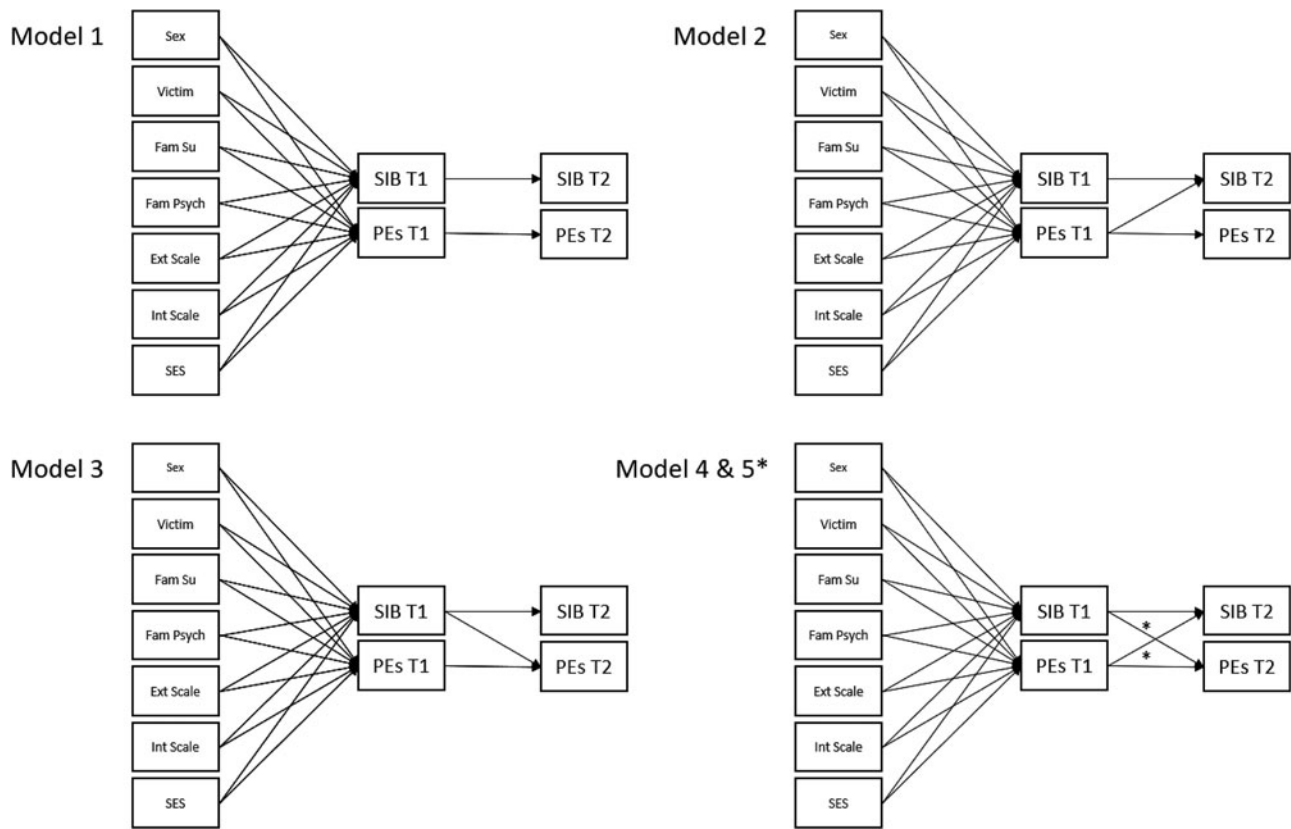 Model 1
Sex
Victim
Fam Su
Fam Psych
Ext Scale
Int Scale
SES
SIB T1
PEs T1
SIB T2
PEs T2
Model 2
Sex
Victim
Fam Su
Fam Psych
Ext Scale
Int Scale
SES
SIB T1
PEs T1
SIB T2
PEs T2
Model 3
Sex
Victim
Fam Su
Fam Psych
Ext Scale
Int Scale
SES
SIB T1
PEs T1
SIB T2
PEs T2
Model 4 & 5*
Sex
Victim
Fam Su
Fam Psych
Ext Scale
Int Scale
SES
SIB T1
PEs T1
*
*
SIB T2
PEs T2